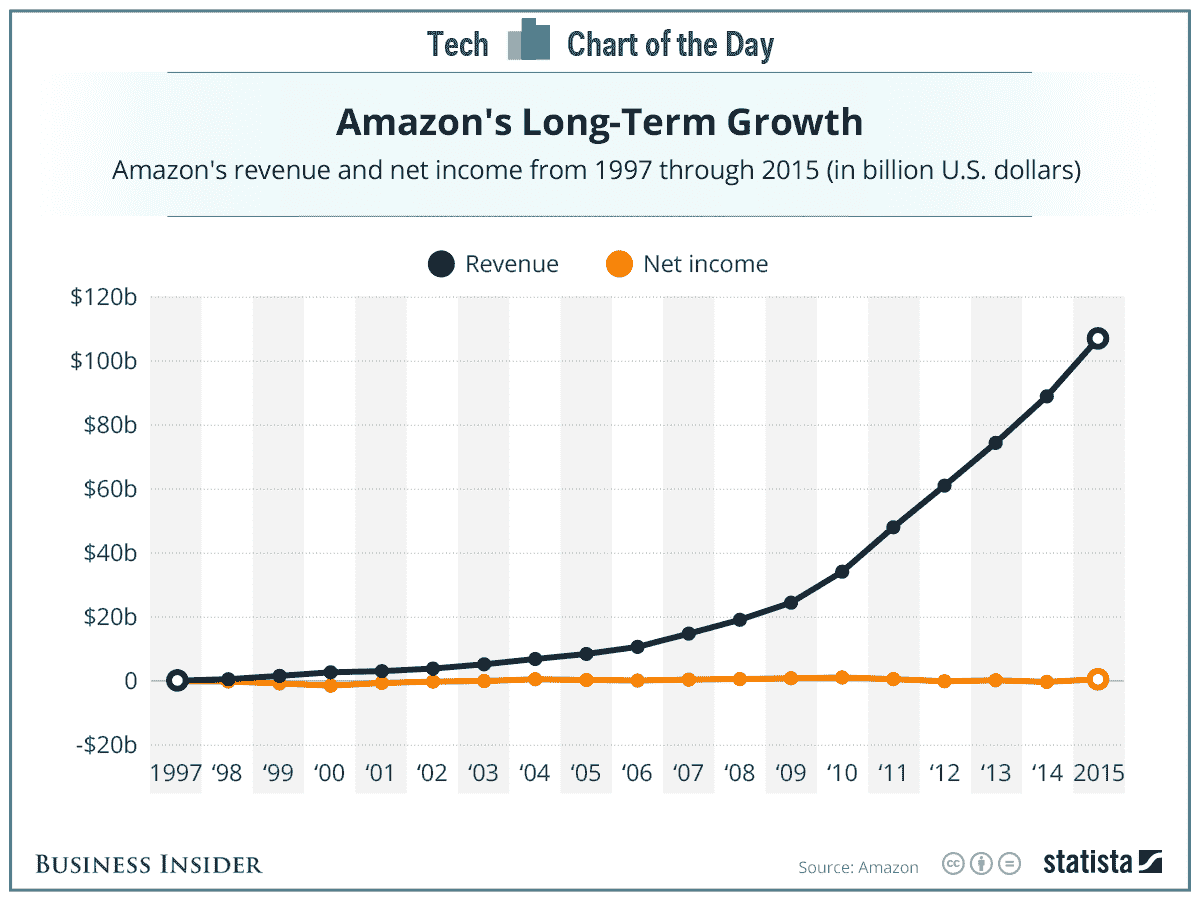 Tech Chart of the Day
Amazon's Long-Term Growth
Amazon's revenue and net income from 1997 through 2015 (in billion U.S. dollars)
Revenue Net income
$120b
$100b
$80b
$60b
$40b
$20b
0
-$20b
1997 ‘98 ‘99 ‘00 ‘01 ‘02 ‘03 ‘04 ‘05 ‘06 ‘07 ‘08 ‘09 ‘10 ‘11 ‘12 ‘13 ‘14 2015
BUSINESS INSIDER
Source: Amazon
cc
statista